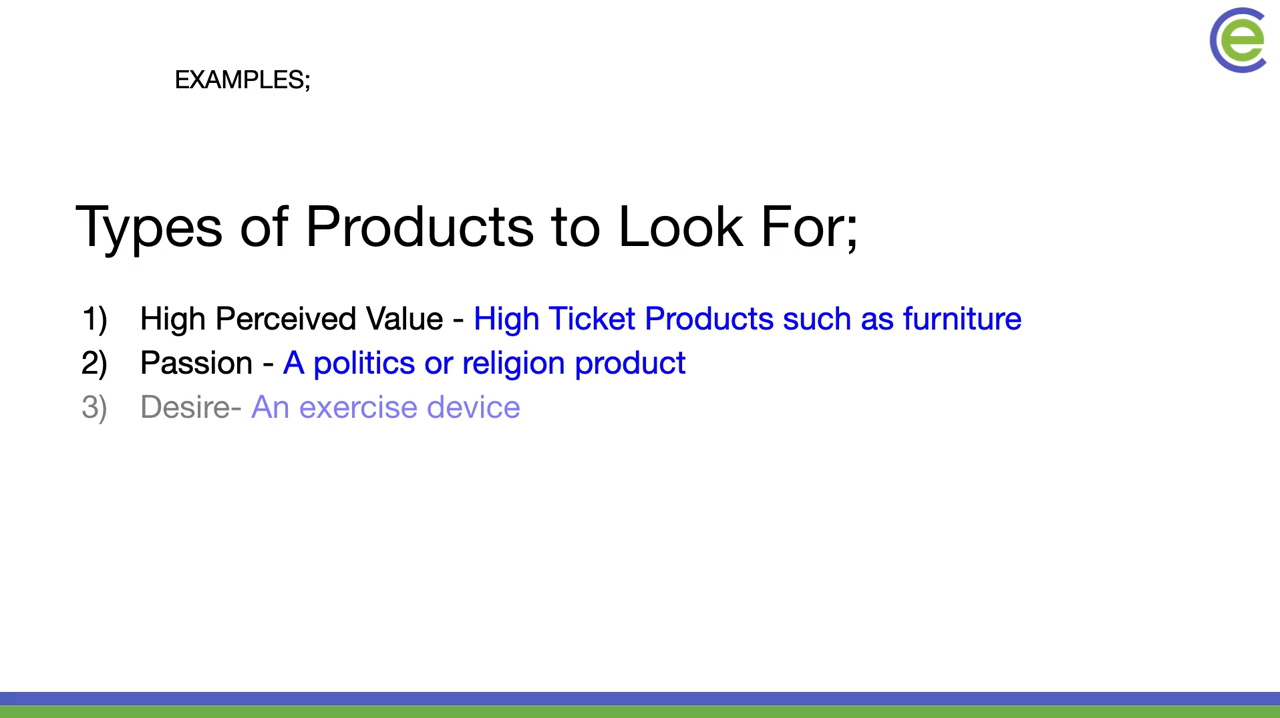 EXAMPLES;
Types of Products to Look For;
1) High Perceived Value - High Ticket Products such as furniture
2) Passion - A politics or religion product
3) Desire- An exercise device